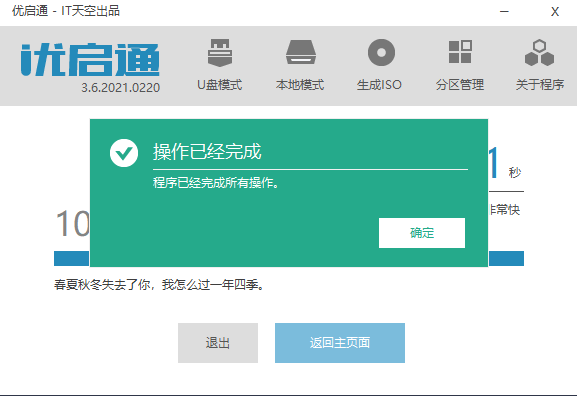 优启通 - IT天空出品
优启通
3.6.2021.0220
U盘模式
本地模式
生成ISO
分区管理
关于程序
操作已经完成
程序已经完成所有操作。
确定
1 秒
非常快
10
春夏秋冬失去了你，我怎么过一年四季。
退出
返回主页面